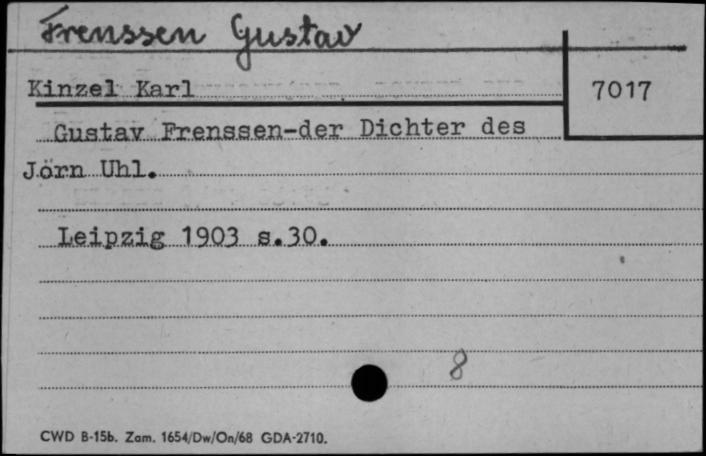 Frenssen Gustav
Kinzel Karl
7017
Gustav Frenssen-der Dichter des
Jörn Uhl.
Leipzig 1903 s.30.
8
CWD B-15b. Zam. 1654/Dw/On/68 GDA-2710.